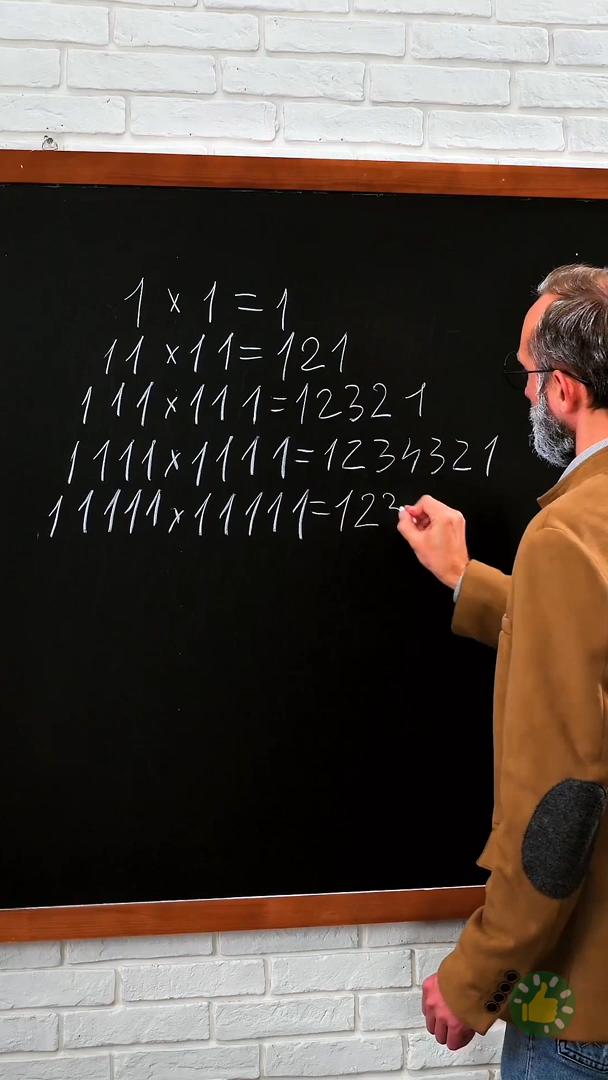 1 × 1 = 1
11 × 11 = 121
111 × 111 = 12321
1111 × 1111 = 1234321
11111 × 11111 = 123